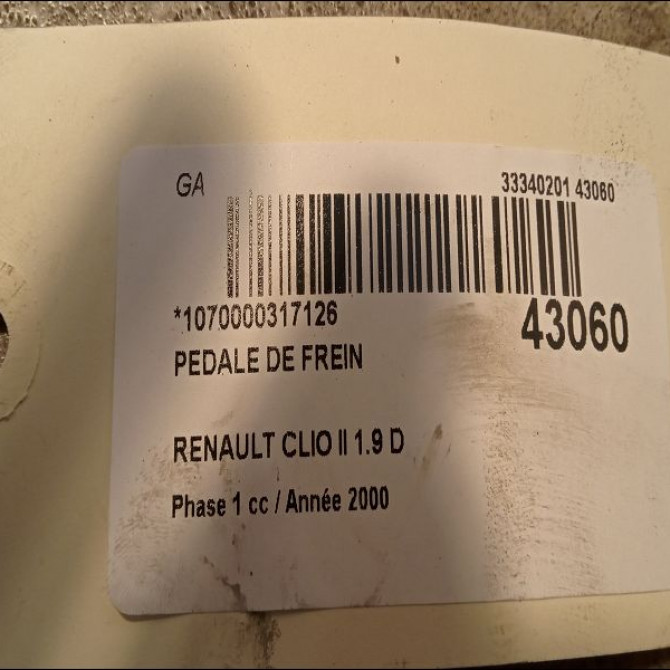 GA 33340201 43060
*1070000317126 43060
PEDALE DE FREIN
RENAULT CLIO II 1.9 D
Phase 1 cc / Année 2000